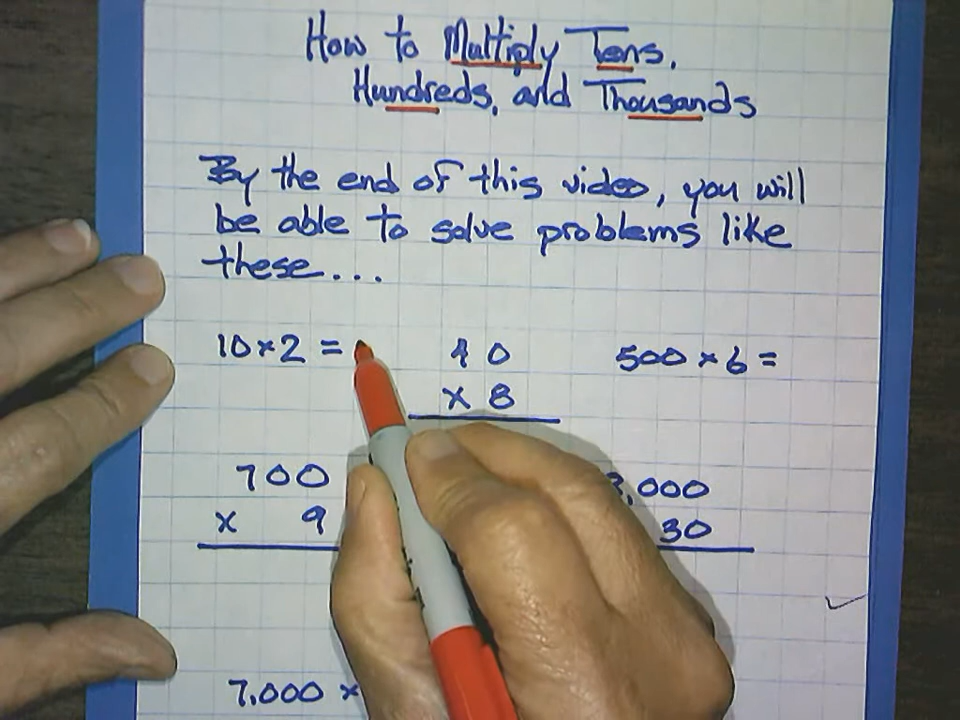 How to Multiply Tens,
Hundreds, and Thousands
By the end of this video, you will
be able to solve problems like
these...
10 × 2 =
40
× 8
500 × 6 =
700
× 9
3,000
30
7,000 ×